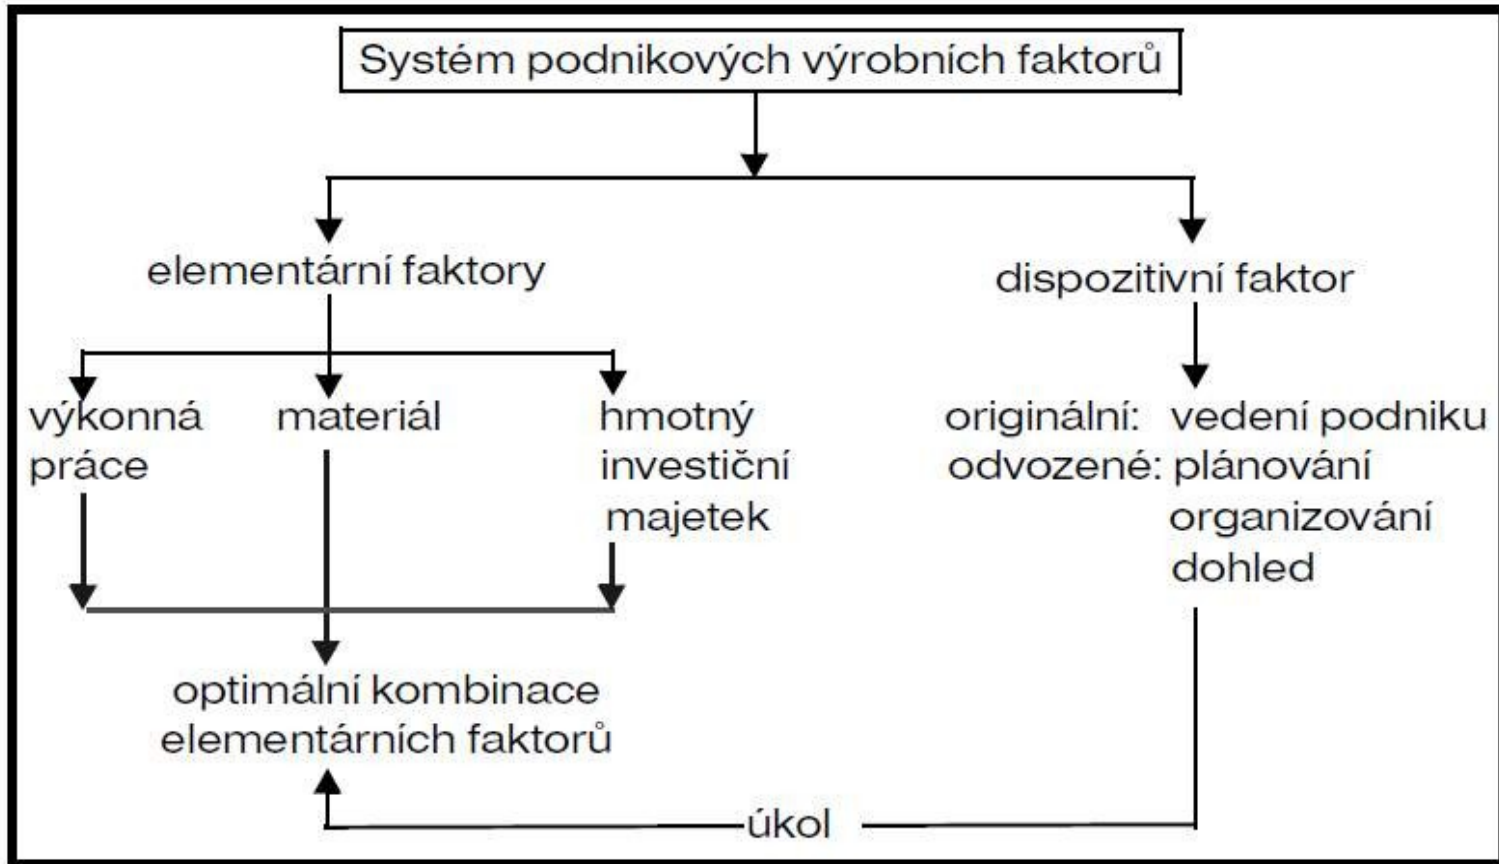 Systém podnikových výrobních faktorů
elementární faktory
dispozitivní faktor
výkonná
práce
materiál
hmotný
investiční
majetek
originální: vedení podniku
odvozené: plánování
organizování
dohled
optimální kombinace
elementárních faktorů
úkol